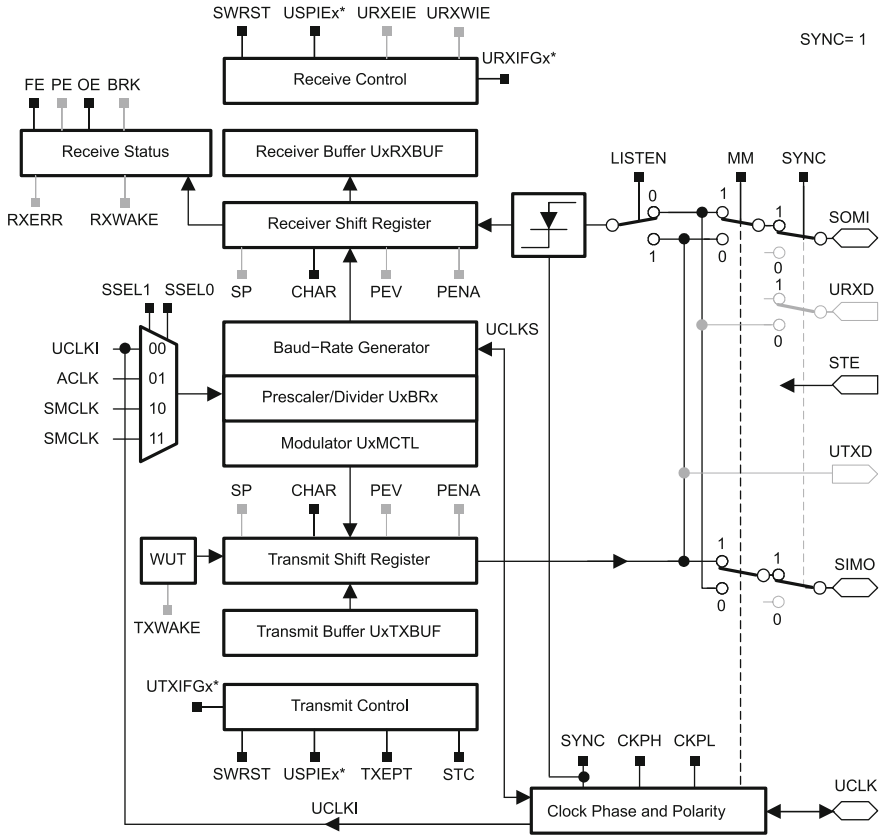 SWRST USPIEx* URXEIE URXWIE
SYNC= 1
URXIFGx*
Receive Control
FE PE OE BRK
Receive Status
Receiver Buffer UxRXBUF
LISTEN MM SYNC
0 1 1
SOMI
RXERR RXWAKE
Receiver Shift Register
1 0 0
SP CHAR PEV PENA
1
URXD
0
SSEL1 SSEL0
UCLKS
UCLKI 00
Baud−Rate Generator
STE
ACLK 01
Prescaler/Divider UxBRx
SMCLK 10
SMCLK 11
Modulator UxMCTL
UTXD
SP CHAR PEV PENA
WUT
Transmit Shift Register
1 1
SIMO
0 0
TXWAKE
Transmit Buffer UxTXBUF
UTXIFGx*
Transmit Control
SYNC CKPH CKPL
SWRST USPIEx* TXEPT STC
UCLK
UCLKI
Clock Phase and Polarity